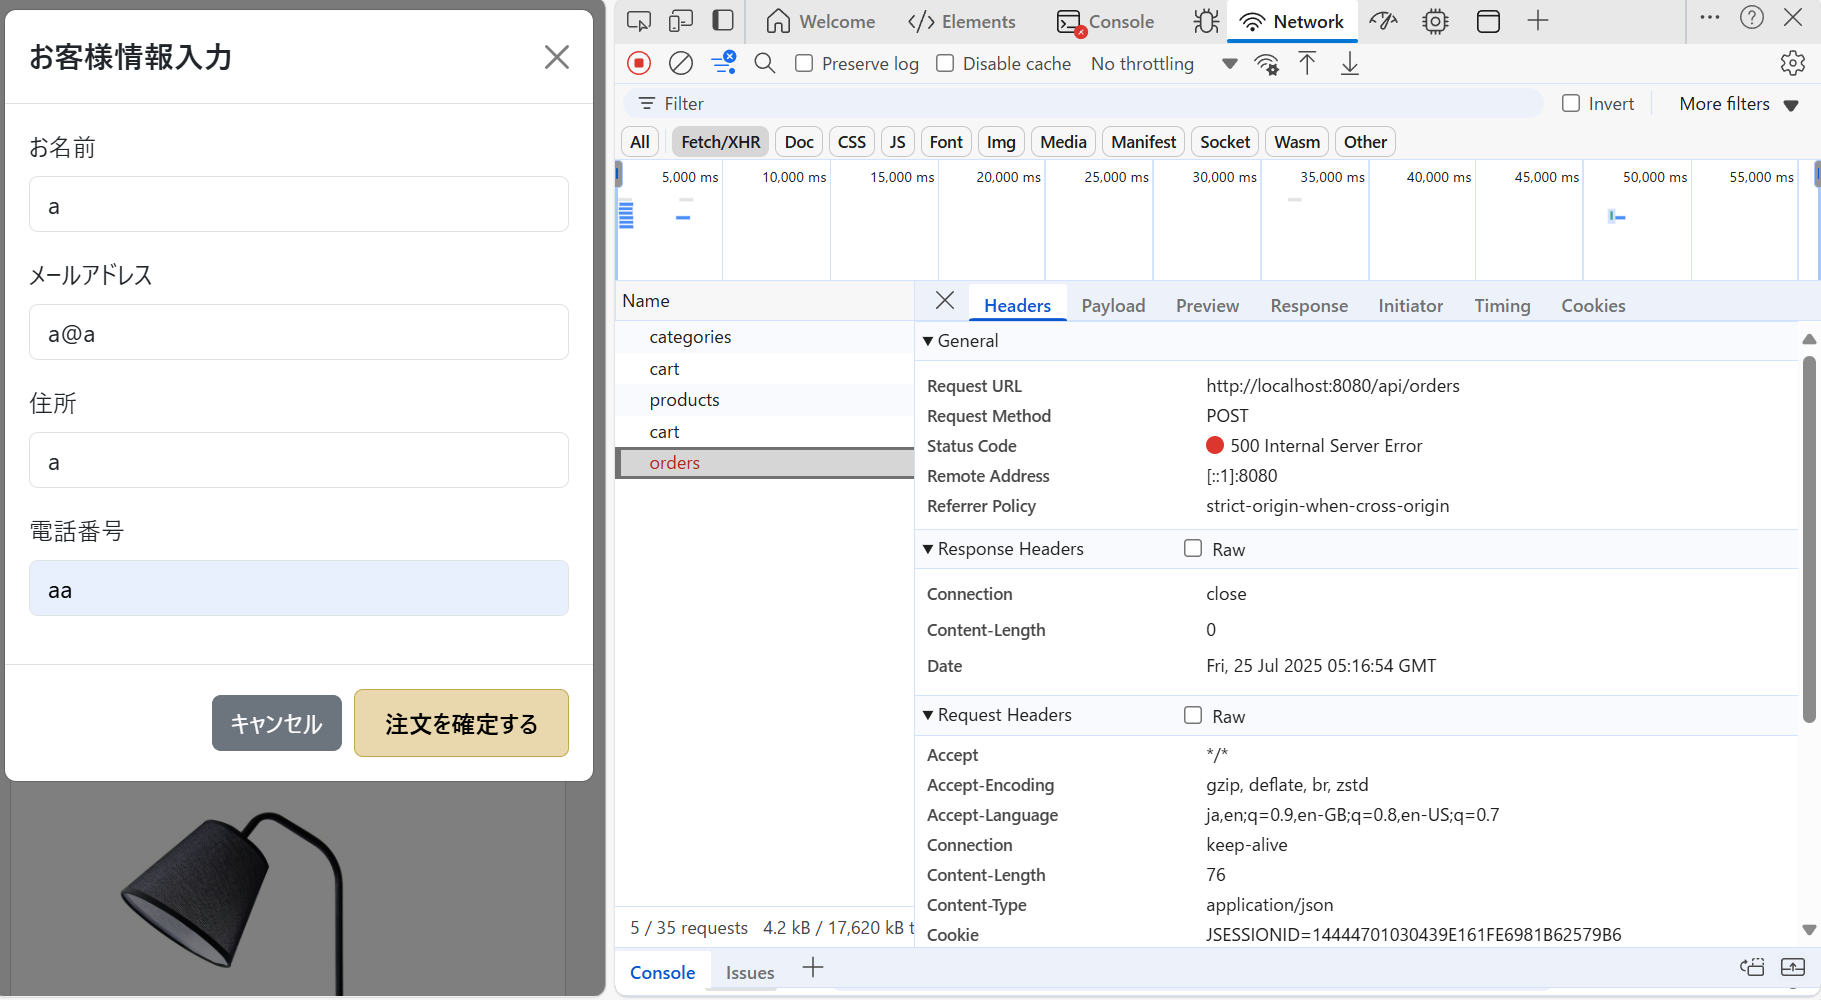 お客様情報入力
お名前
a
メールアドレス
a@a
住所
a
電話番号
aa
キャンセル
注文を確定する
Welcome
Elements
Console
Network
Preserve log
Disable cache
No throttling
Filter
Invert
More filters
All
Fetch/XHR
Doc
CSS
JS
Font
Img
Media
Manifest
Socket
Wasm
Other
5,000 ms
10,000 ms
15,000 ms
20,000 ms
25,000 ms
30,000 ms
35,000 ms
40,000 ms
45,000 ms
50,000 ms
55,000 ms
Name
categories
cart
products
cart
orders
5 / 35 requests
4.2 kB / 17,620 kB t
Headers
Payload
Preview
Response
Initiator
Timing
Cookies
General
Request URL
http://localhost:8080/api/orders
Request Method
POST
Status Code
500 Internal Server Error
Remote Address
[::1]:8080
Referrer Policy
strict-origin-when-cross-origin
Response Headers
Raw
Connection
close
Content-Length
0
Date
Fri, 25 Jul 2025 05:16:54 GMT
Request Headers
Raw
Accept
*/*
Accept-Encoding
gzip, deflate, br, zstd
Accept-Language
ja,en;q=0.9,en-GB;q=0.8,en-US;q=0.7
Connection
keep-alive
Content-Length
76
Content-Type
application/json
Cookie
JSESSIONID=14444701030439E161FE6981B62579B6
Console
Issues